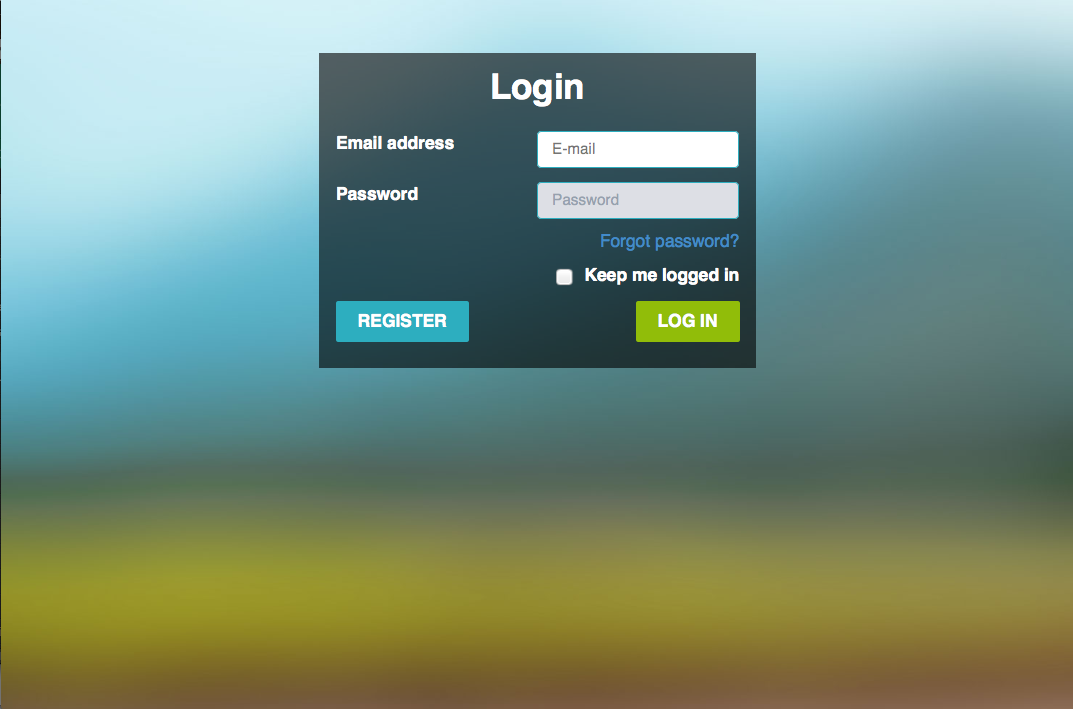 Login
Email address
E-mail
Password
Password
Forgot password?
Keep me logged in
REGISTER
LOG IN